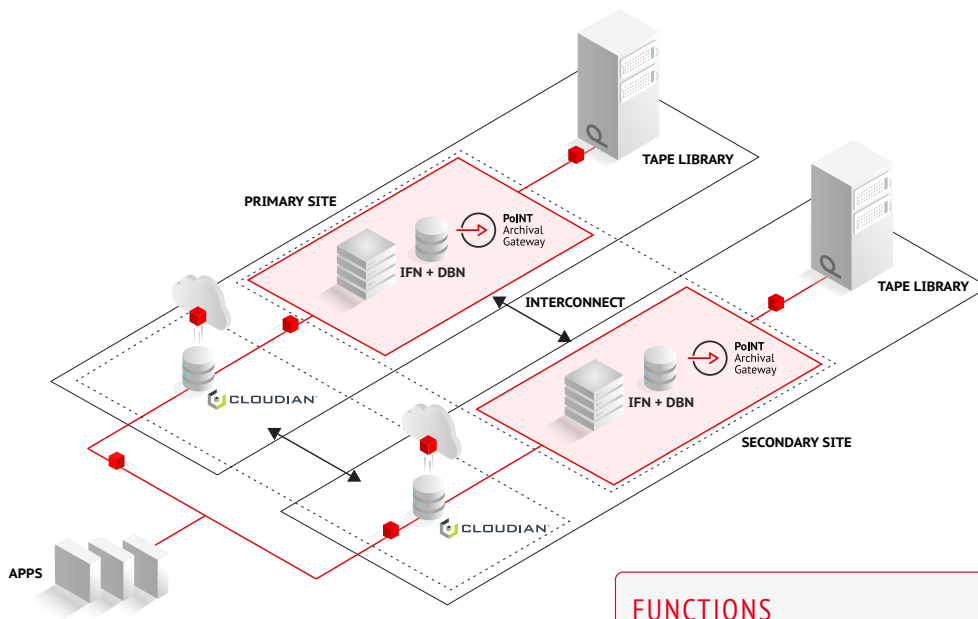 TAPE LIBRARY
PRIMARY SITE
PoINT
Archival
Gateway
IFN + DBN
TAPE LIBRARY
INTERCONNECT
PoINT
Archival
Gateway
IFN + DBN
CLOUDIAN®
SECONDARY SITE
CLOUDIAN®
APPS
FUNCTIONS